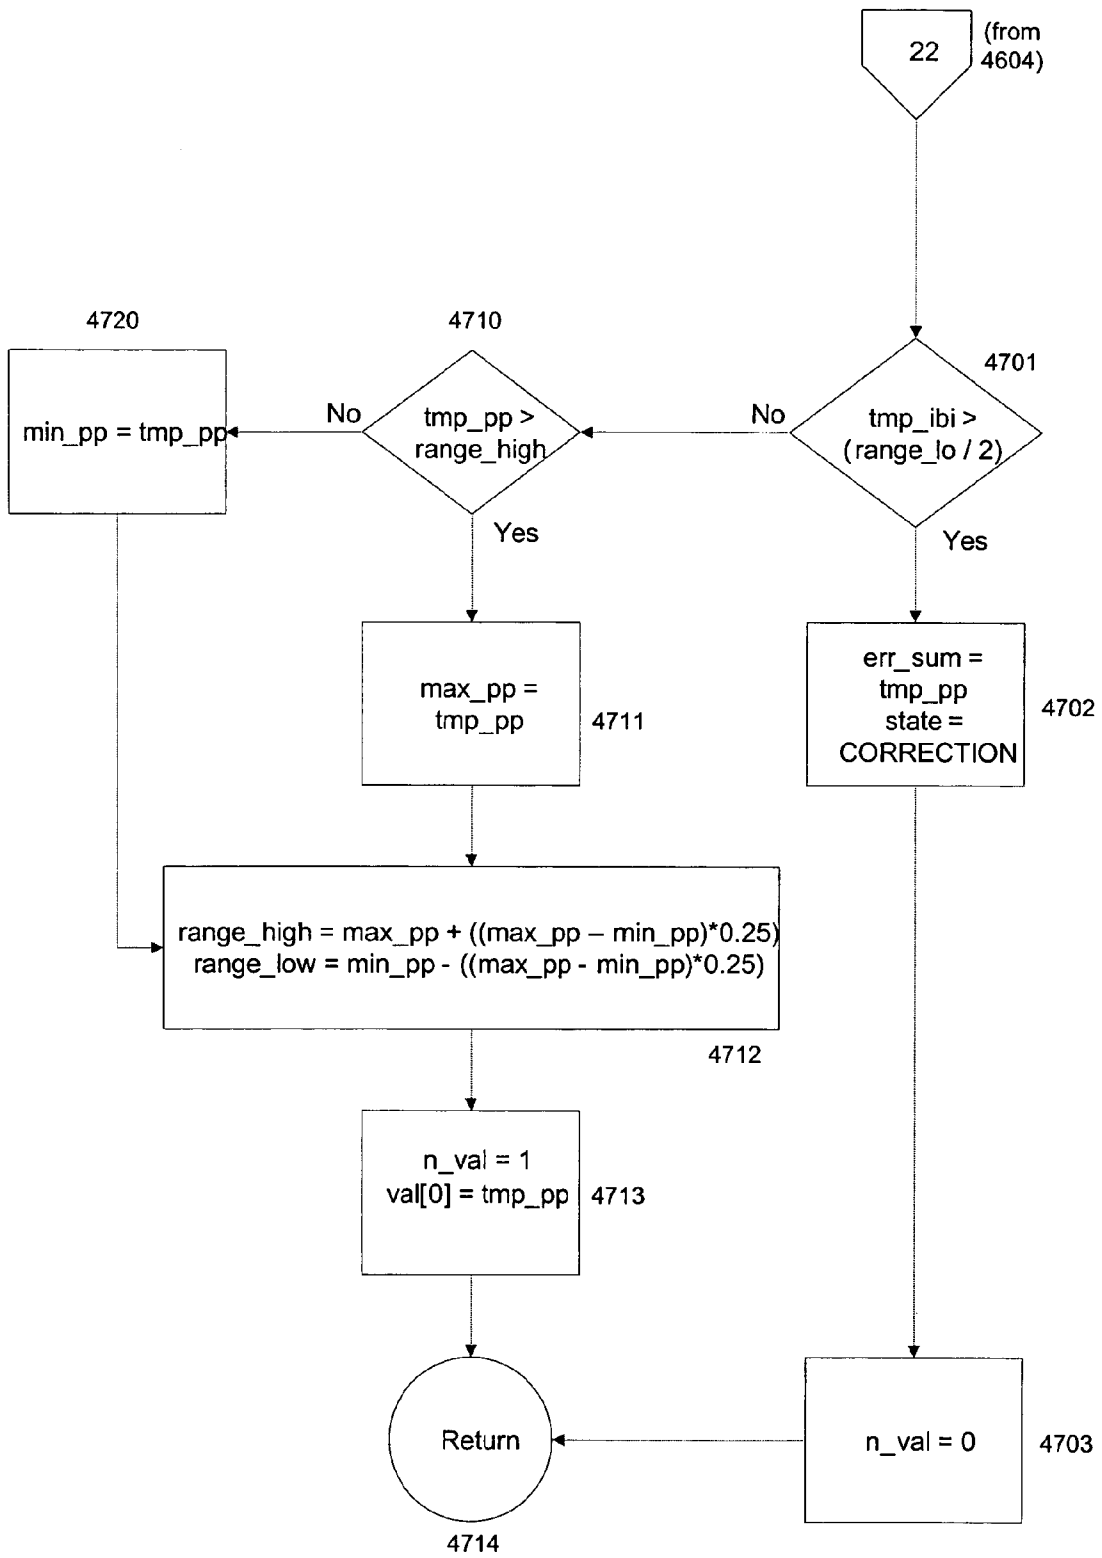 22
(from
4604)
4720
4710
4701
min_pp = tmp_pp
No
tmp_pp >
range_high
No
tmp_ibi >
(range_lo / 2)
Yes
Yes
max_pp =
tmp_pp
4711
err_sum =
tmp_pp
state =
CORRECTION
4702
range_high = max_pp + ((max_pp – min_pp)*0.25)
range_low = min_pp - ((max_pp - min_pp)*0.25)
4712
n_val = 1
val[0] = tmp_pp
4713
Return
4714
n_val = 0
4703